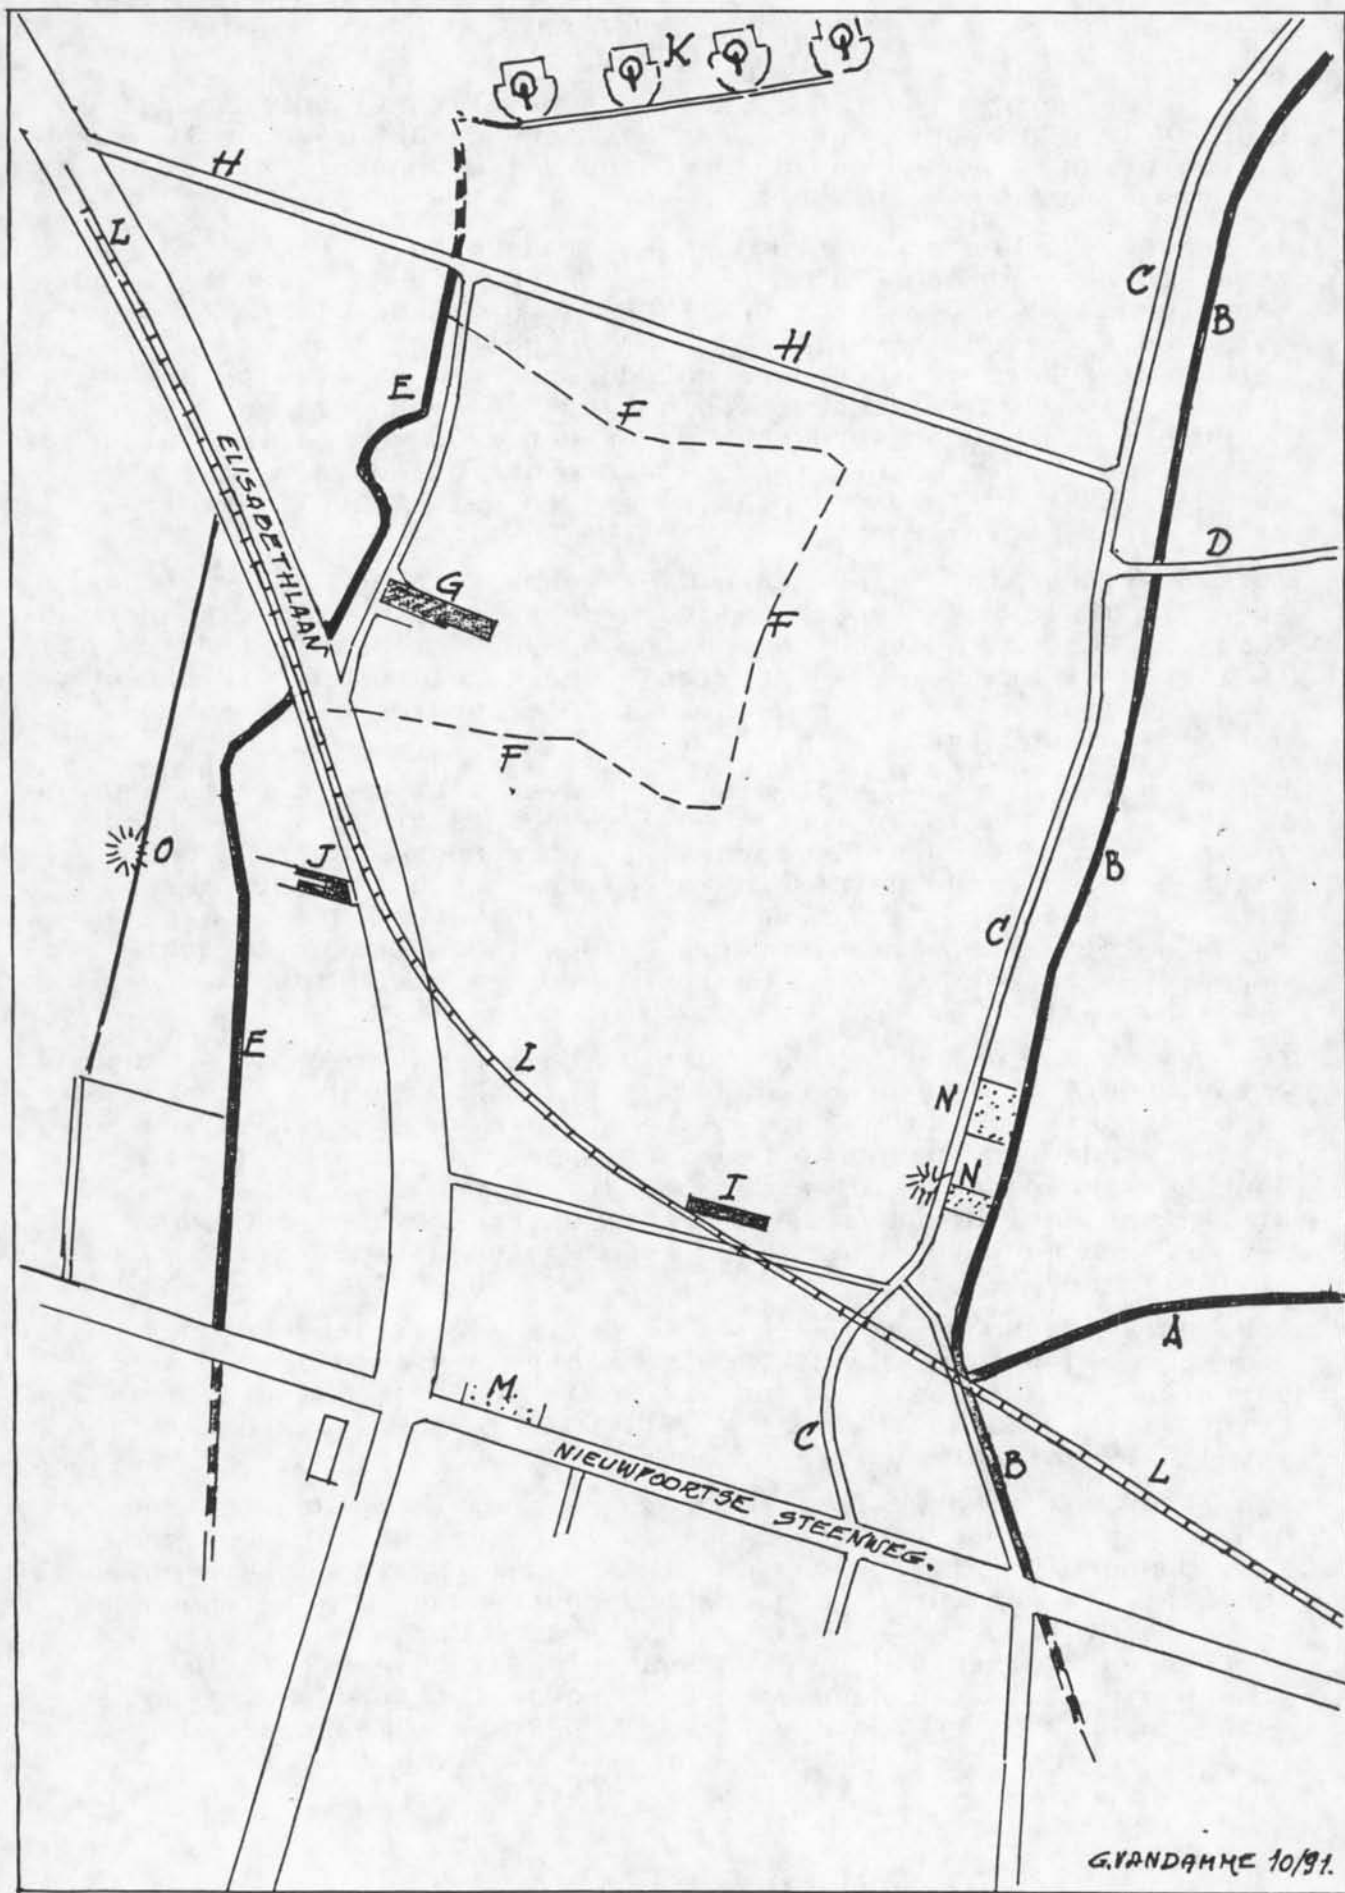 K
H
L
C
B
H
E
F
ELISABETHLAAN
D
G
F
F
J
O
B
C
E
L
N
N
I
A
M.
C
NIEUWPOORTSE STEENWEG.
B
L
G.VANDAMME 10/91.